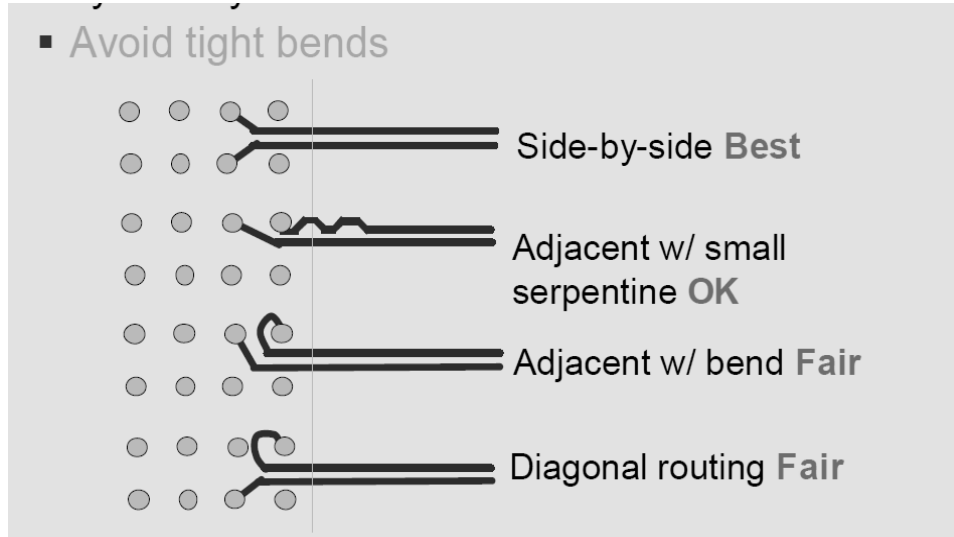 ▪ Avoid tight bends
Side-by-side Best
Adjacent w/ small
serpentine OK
Adjacent w/ bend Fair
Diagonal routing Fair